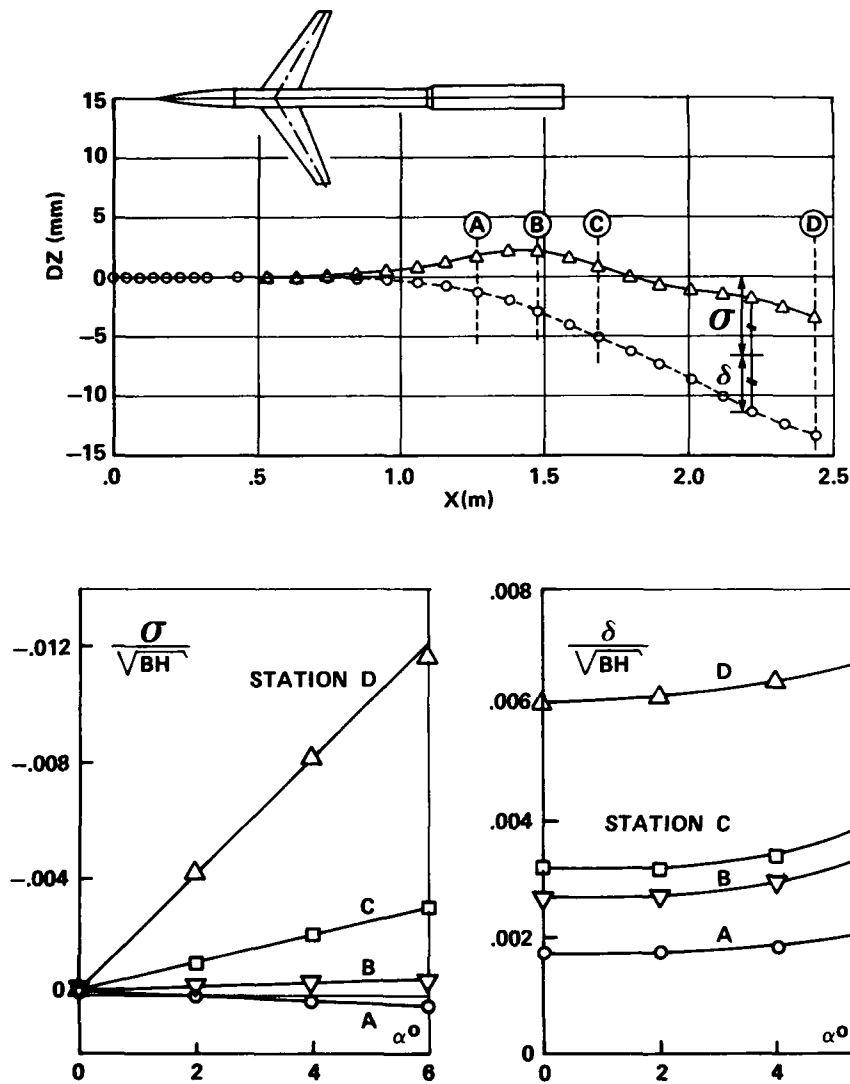 15
10
5
0
−5
−10
−15
DZ (mm)
A B C D
σ
δ
.0 .5 1.0 1.5 2.0 2.5
X(m)
σ/√BH
−.012
−.008
−.004
0
STATION D
C
B
A
α°
0 2 4 6
δ/√BH
.008
.006
.004
.002
0
D
STATION C
B
A
α°
0 2 4